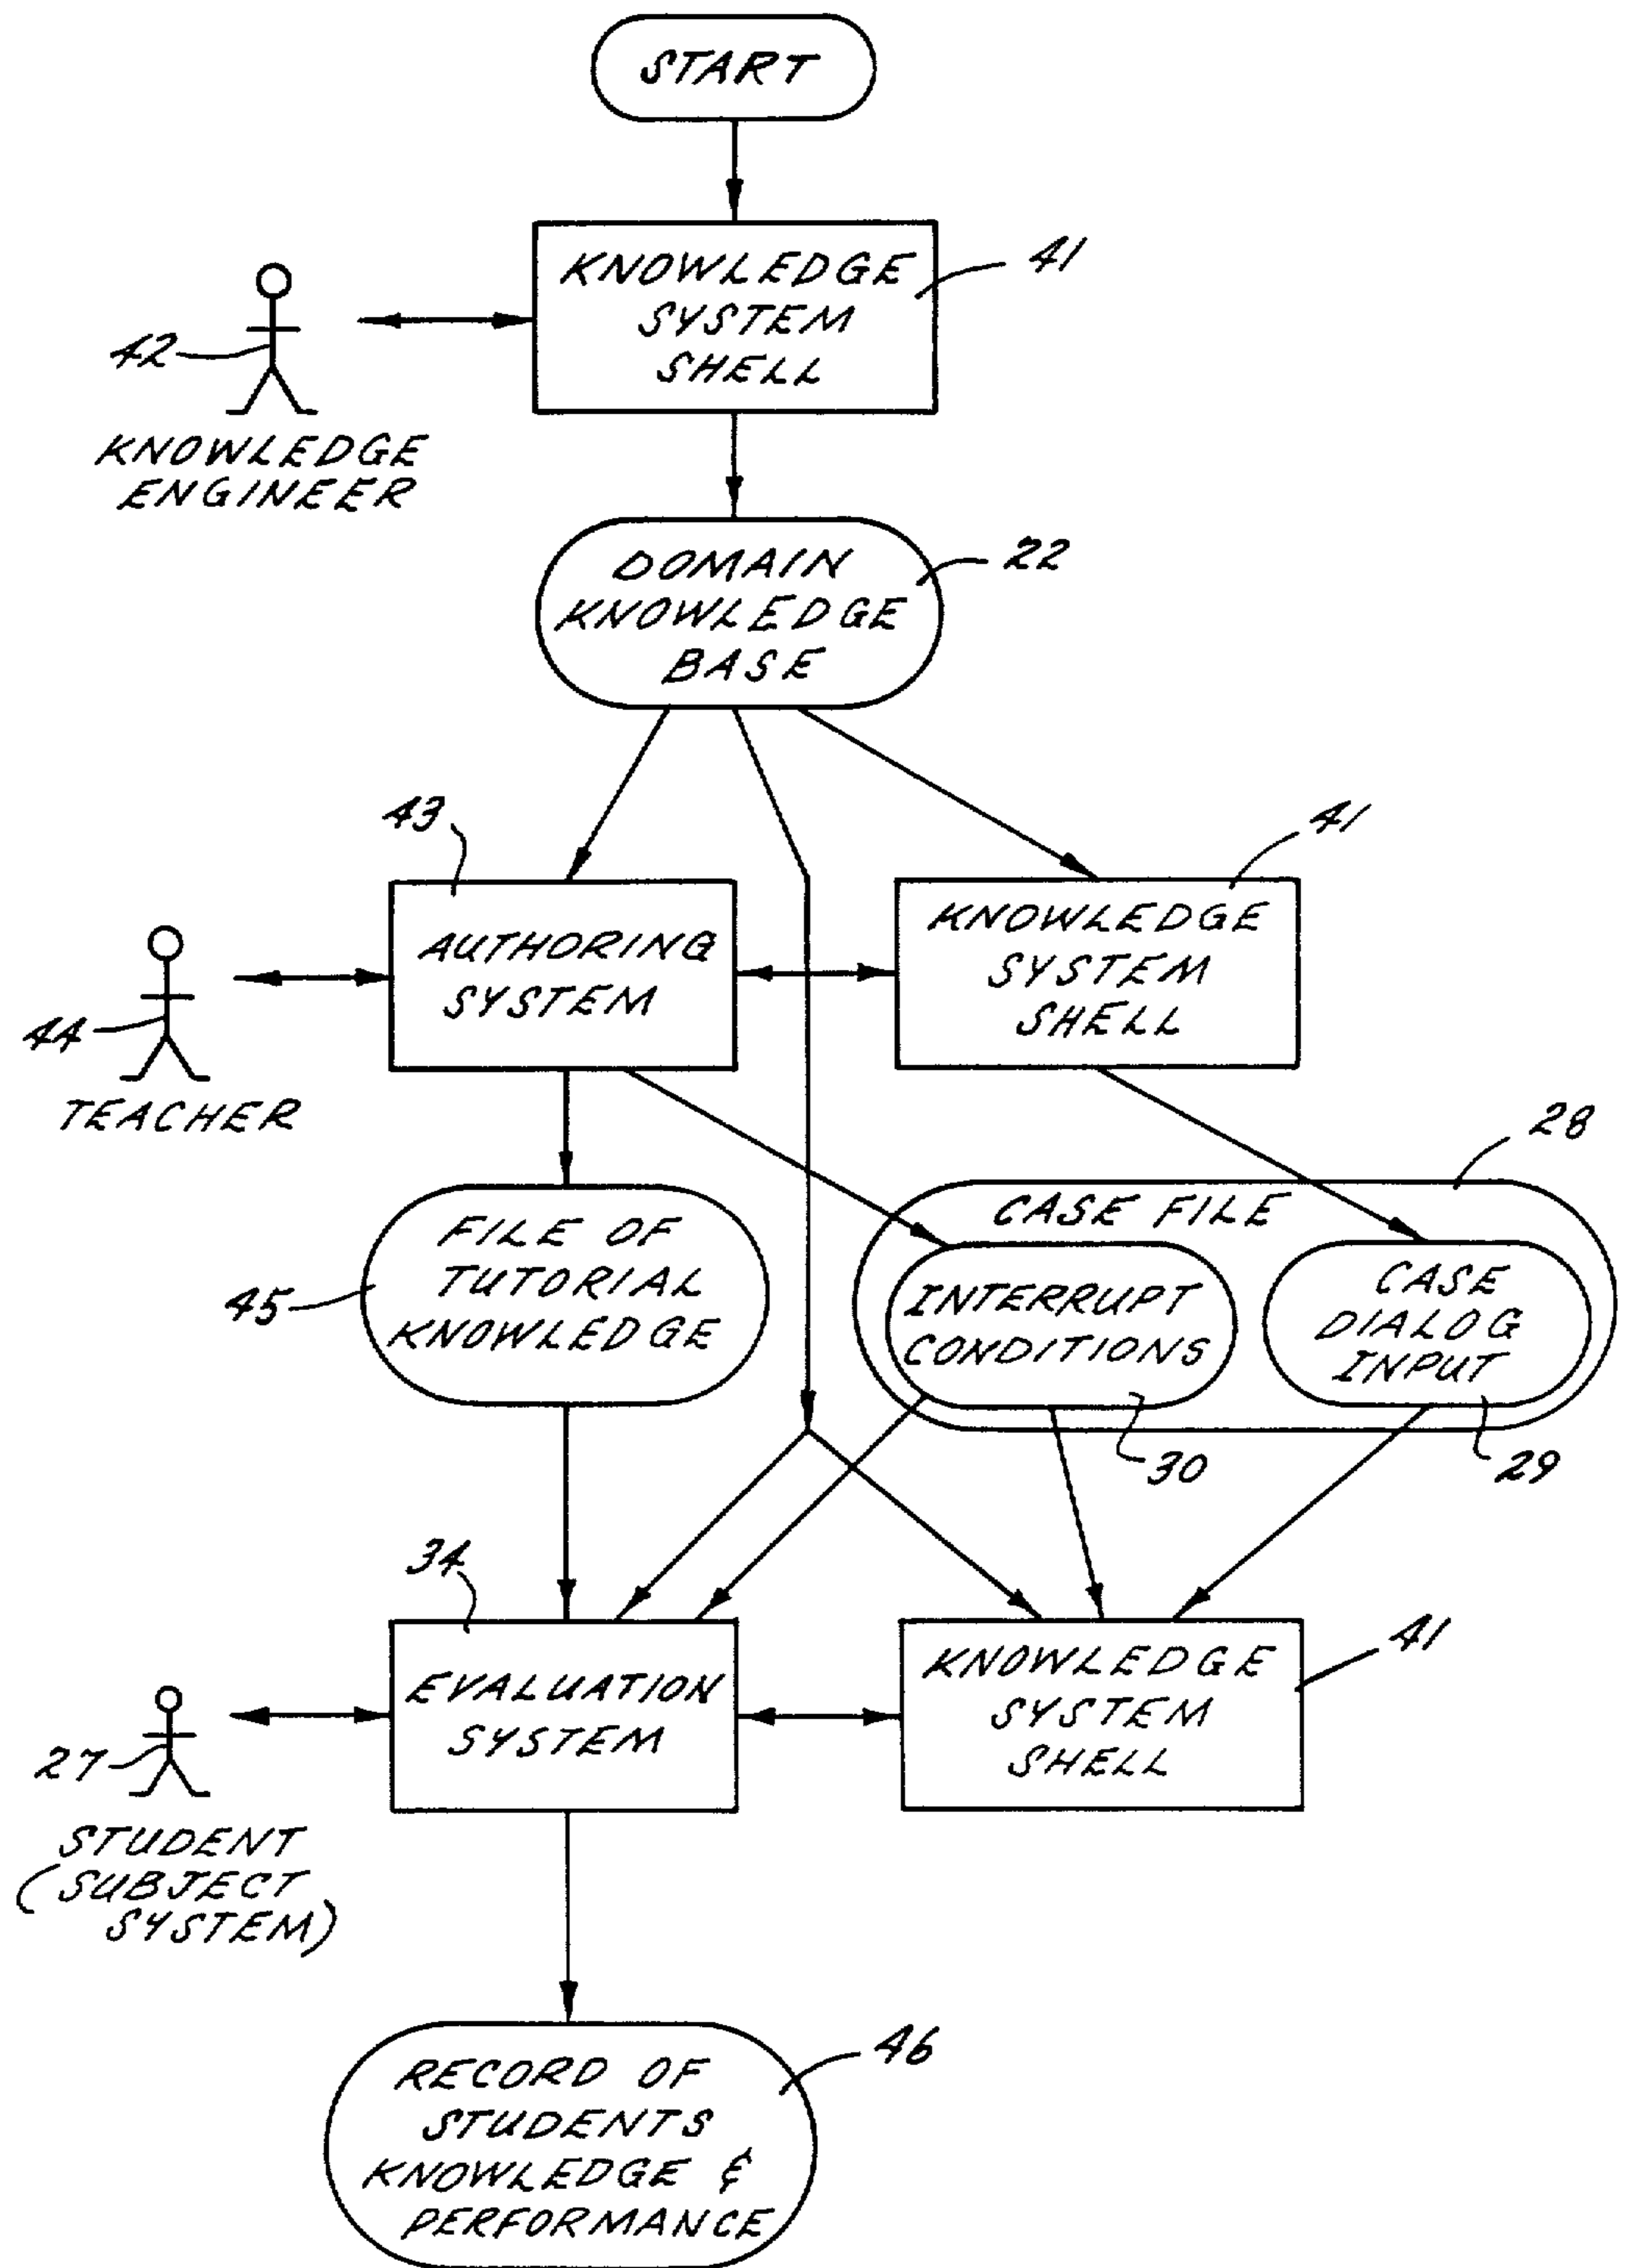 START
KNOWLEDGE
SYSTEM
SHELL
41
42
KNOWLEDGE
ENGINEER
DOMAIN
KNOWLEDGE
BASE
22
43
AUTHORING
SYSTEM
41
KNOWLEDGE
SYSTEM
SHELL
44
TEACHER
28
CASE FILE
FILE OF
TUTORIAL
KNOWLEDGE
45
INTERRUPT
CONDITIONS
30
CASE
DIALOG
INPUT
29
34
EVALUATION
SYSTEM
KNOWLEDGE
SYSTEM
SHELL
41
27
STUDENT
(SUBJECT
SYSTEM)
RECORD OF
STUDENTS
KNOWLEDGE &
PERFORMANCE
46